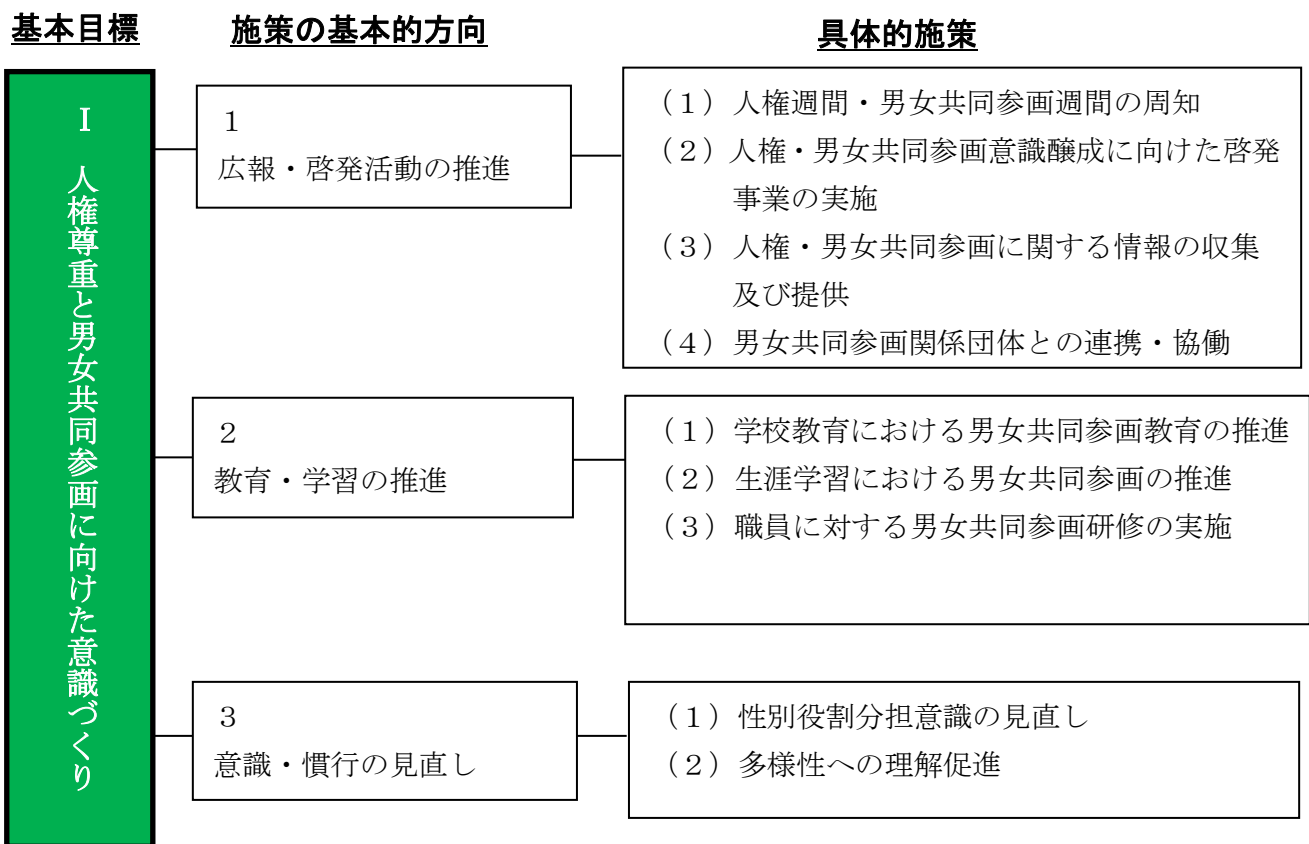 基本目標
施策の基本的方向
具体的施策
Ⅰ 人権尊重と男女共同参画に向けた意識づくり
1
広報・啓発活動の推進
(1)人権週間・男女共同参画週間の周知
(2)人権・男女共同参画意識醸成に向けた啓発
事業の実施
(3)人権・男女共同参画に関する情報の収集
及び提供
(4)男女共同参画関係団体との連携・協働
2
教育・学習の推進
(1)学校教育における男女共同参画教育の推進
(2)生涯学習における男女共同参画の推進
(3)職員に対する男女共同参画研修の実施
3
意識・慣行の見直し
(1)性別役割分担意識の見直し
(2)多様性への理解促進